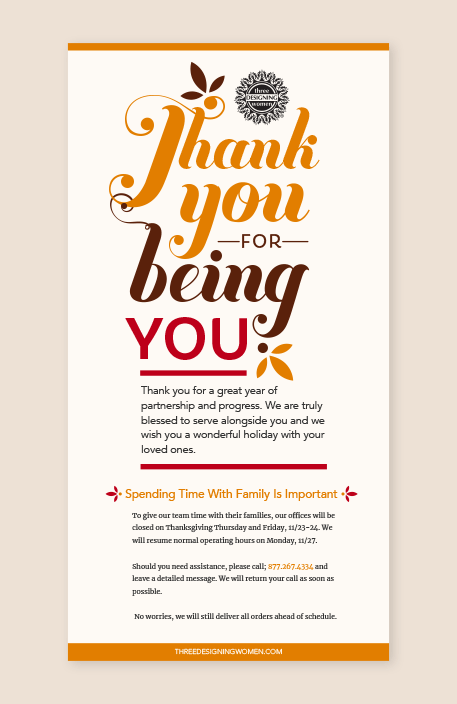 three
DESIGNING
women
Thank
you
FOR
being
YOU
Thank you for a great year of
partnership and progress. We are truly
blessed to serve alongside you and we
wish you a wonderful holiday with your
loved ones.
Spending Time With Family Is Important
To give our team time with their families, our offices will be
closed on Thanksgiving Thursday and Friday, 11/23-24. We
will resume normal operating hours on Monday, 11/27.
Should you need assistance, please call; 877.267.4334 and
leave a detailed message. We will return your call as soon as
possible.
No worries, we will still deliver all orders ahead of schedule.
THREEDESIGNINGWOMEN.COM